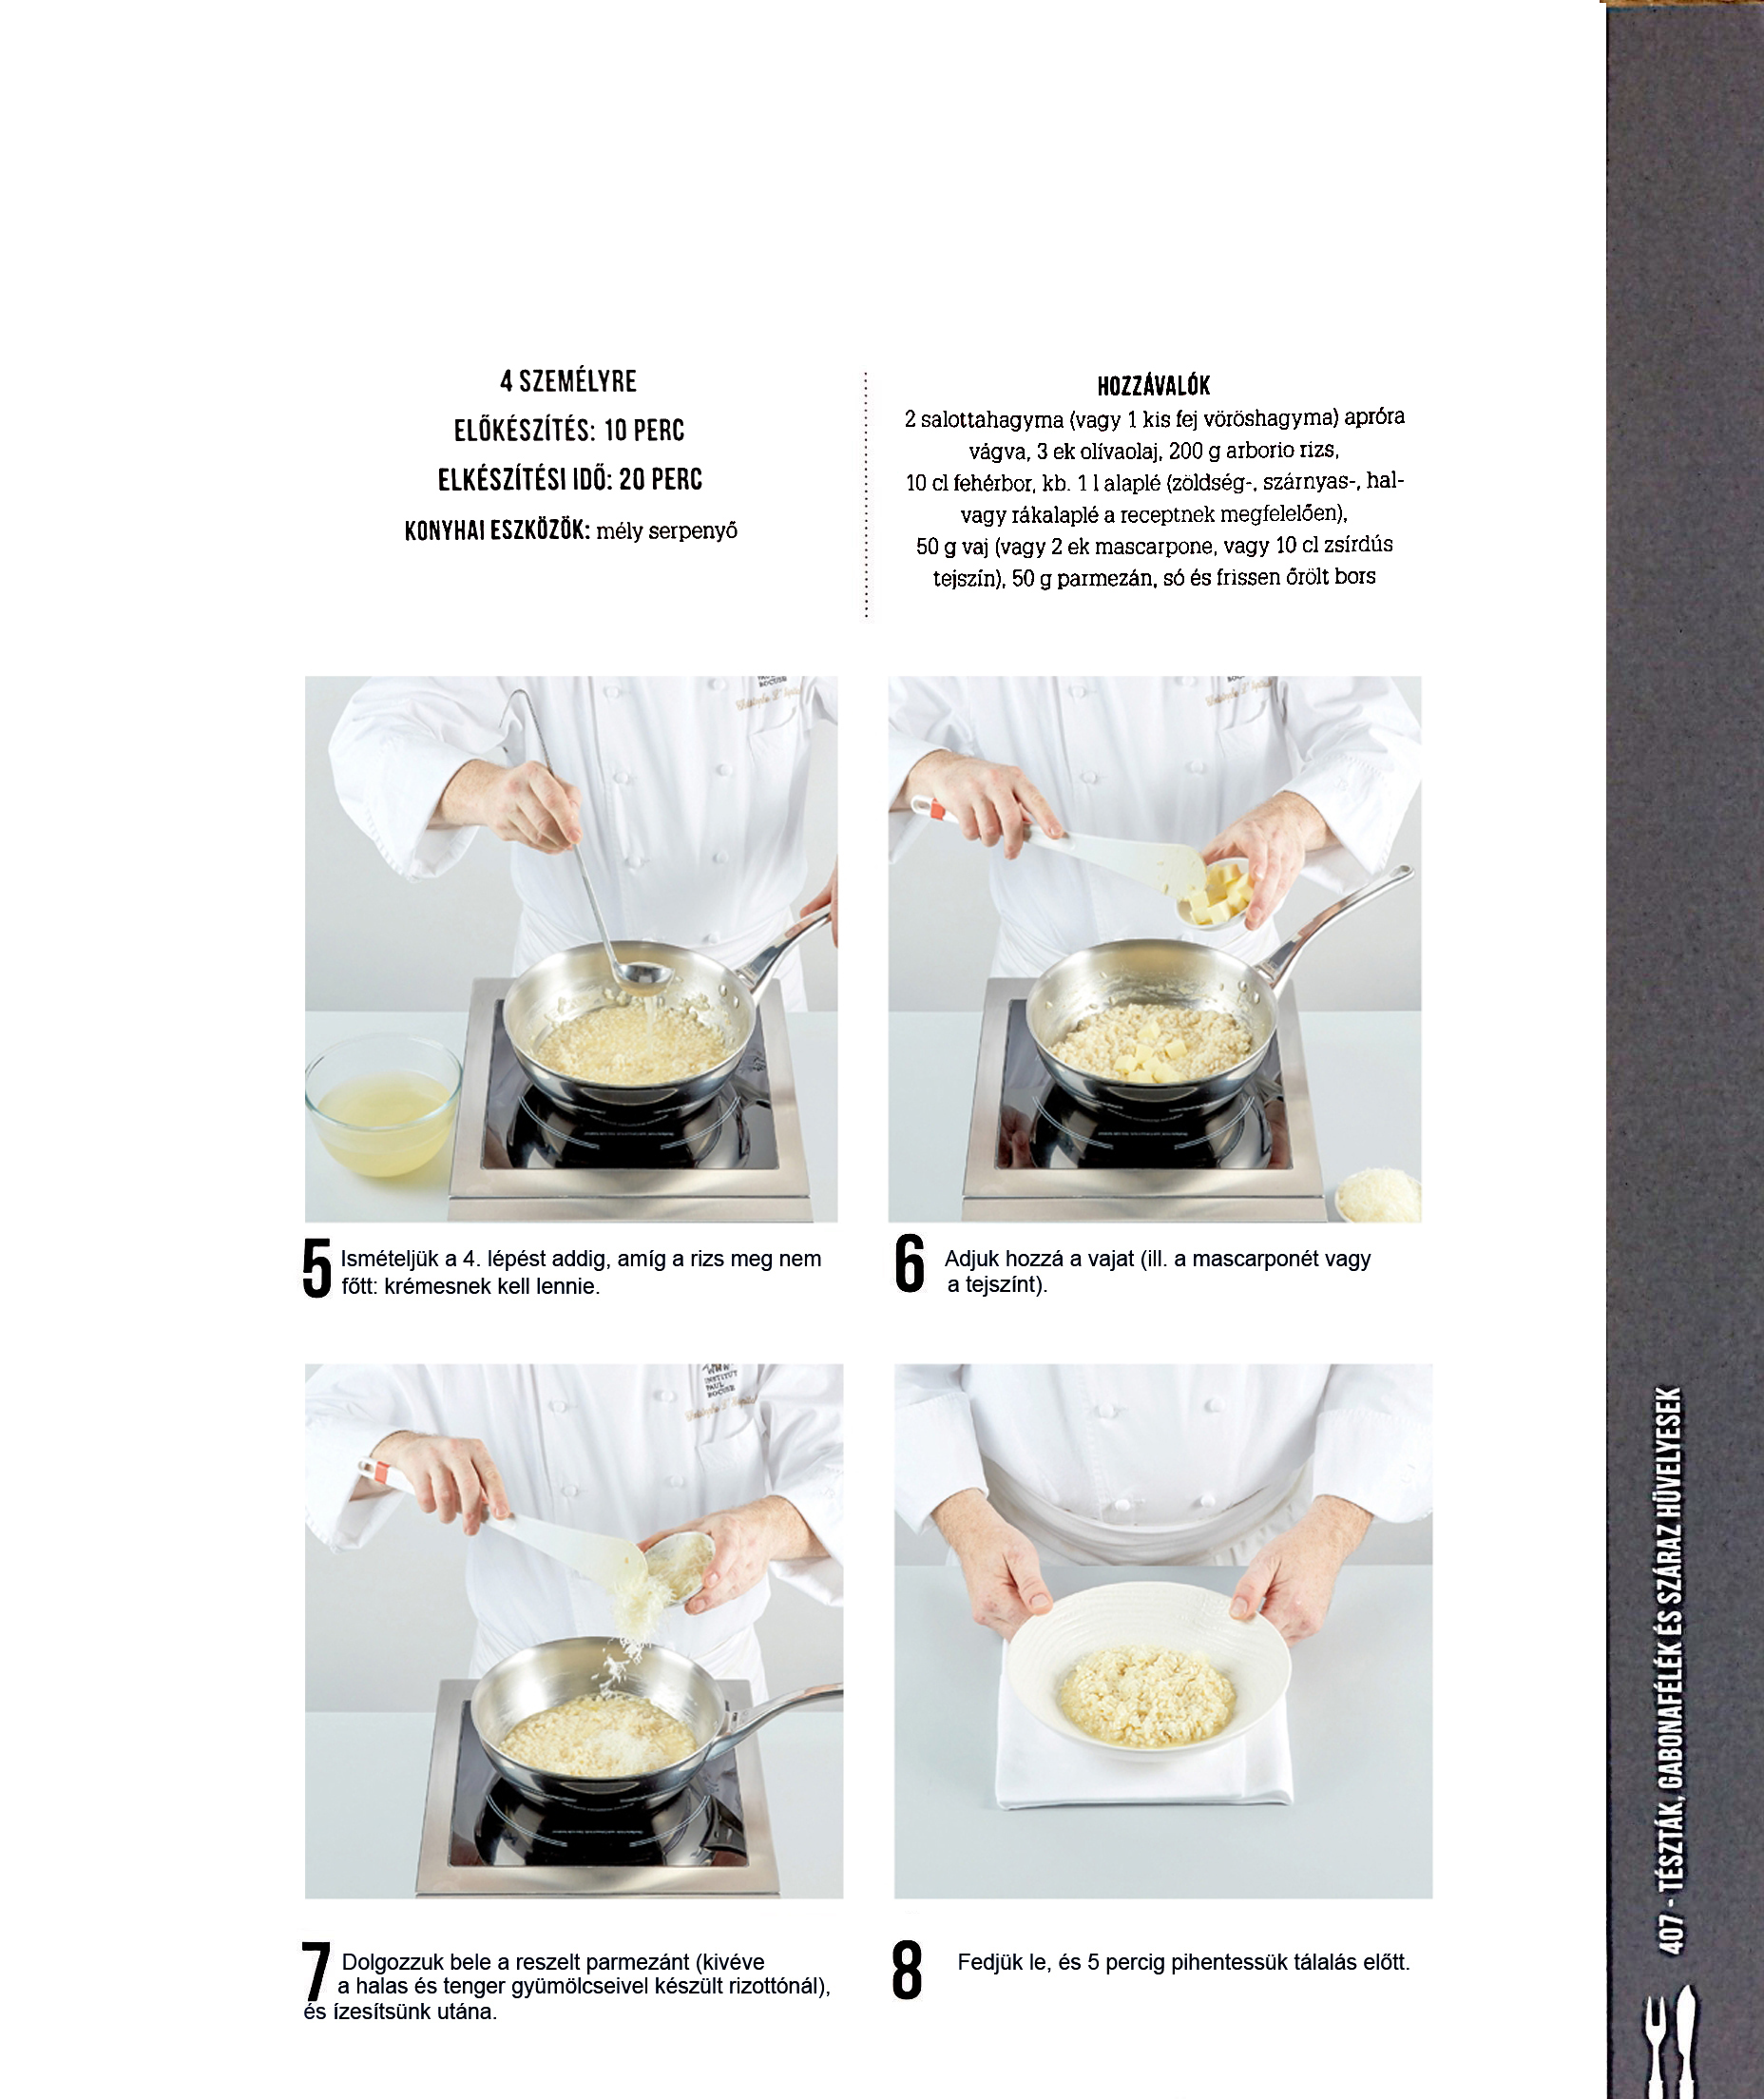 4 SZEMÉLYRE
ELŐKÉSZÍTÉS: 10 PERC
ELKÉSZÍTÉSI IDŐ: 20 PERC
KONYHAI ESZKÖZÖK: mély serpenyő
HOZZÁVALÓK
2 salottahagyma (vagy 1 kis fej vöröshagyma) apróra
vágva, 3 ek olívaolaj, 200 g arborio rizs,
10 cl fehérbor, kb. 1 l alaplé (zöldség-, szárnyas-, hal-
vagy rákalaplé a receptnek megfelelően),
50 g vaj (vagy 2 ek mascarpone, vagy 10 cl zsírdús
tejszín), 50 g parmezán, só és frissen őrölt bors
BOCUSE
5 Ismételjük a 4. lépést addig, amíg a rizs meg nem
főtt: krémesnek kell lennie.
6 Adjuk hozzá a vajat (ill. a mascarponét vagy
a tejszínt).
INSTITUT
PAUL
BOCUSE
7 Dolgozzuk bele a reszelt parmezánt (kivéve
a halas és tenger gyümölcseivel készült rizottónál),
és ízesítsünk utána.
8 Fedjük le, és 5 percig pihentessük tálalás előtt.
407 - TÉSZTÁK, GABONAFÉLÉK ÉS SZÁRAZ HÜVELYESEK